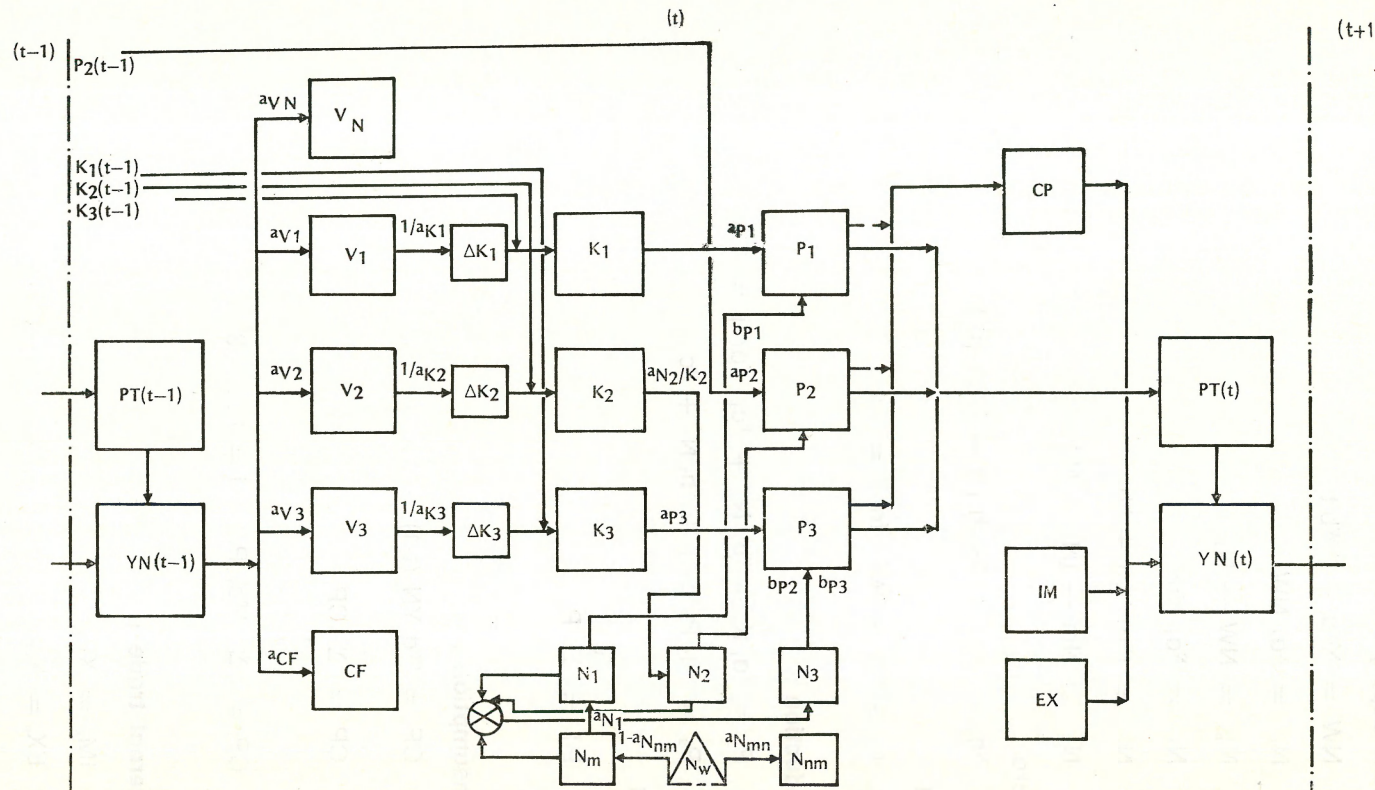 (t)
(t-1)
(t+1
P2(t-1)
aVN
VN
K1(t-1)
K2(t-1)
K3(t-1)
CP
aV1
V1
1/aK1
ΔK1
K1
aP1
P1
bP1
PT(t-1)
aV2
V2
1/aK2
ΔK2
K2
aN2/K2
aP2
P2
PT(t)
YN(t-1)
aV3
V3
1/aK3
ΔK3
K3
aP3
P3
YN(t)
bP2
bP3
IM
aCF
CF
N1
N2
N3
EX
aN1
Nm
1-aNnm
Nw
aNmn
Nnm